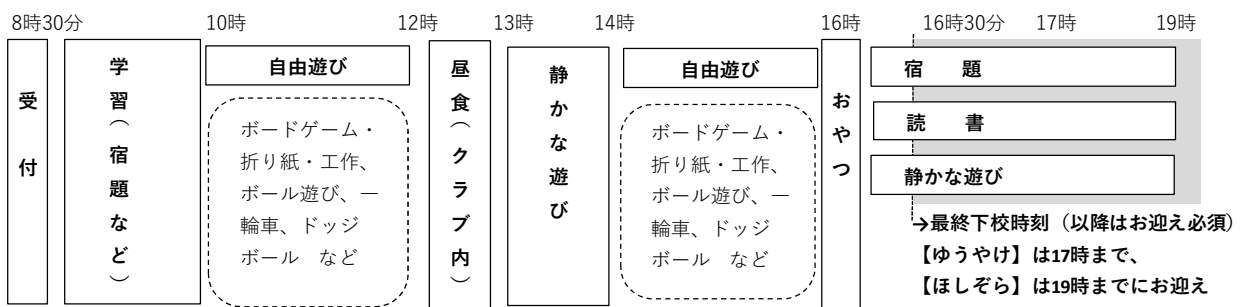 8時30分
10時
12時
13時
14時
16時
16時30分
17時
19時
受付
学習（宿題など）
自由遊び
ボードゲーム・
折り紙・工作、
ボール遊び、一
輪車、ドッジ
ボール　など
昼食（クラブ内）
静かな遊び
自由遊び
ボードゲーム・
折り紙・工作、
ボール遊び、一
輪車、ドッジ
ボール　など
おやつ
宿　題
読　書
静かな遊び
→最終下校時刻（以降はお迎え必須）
【ゆうやけ】は17時まで、
【ほしぞら】は19時までにお迎え